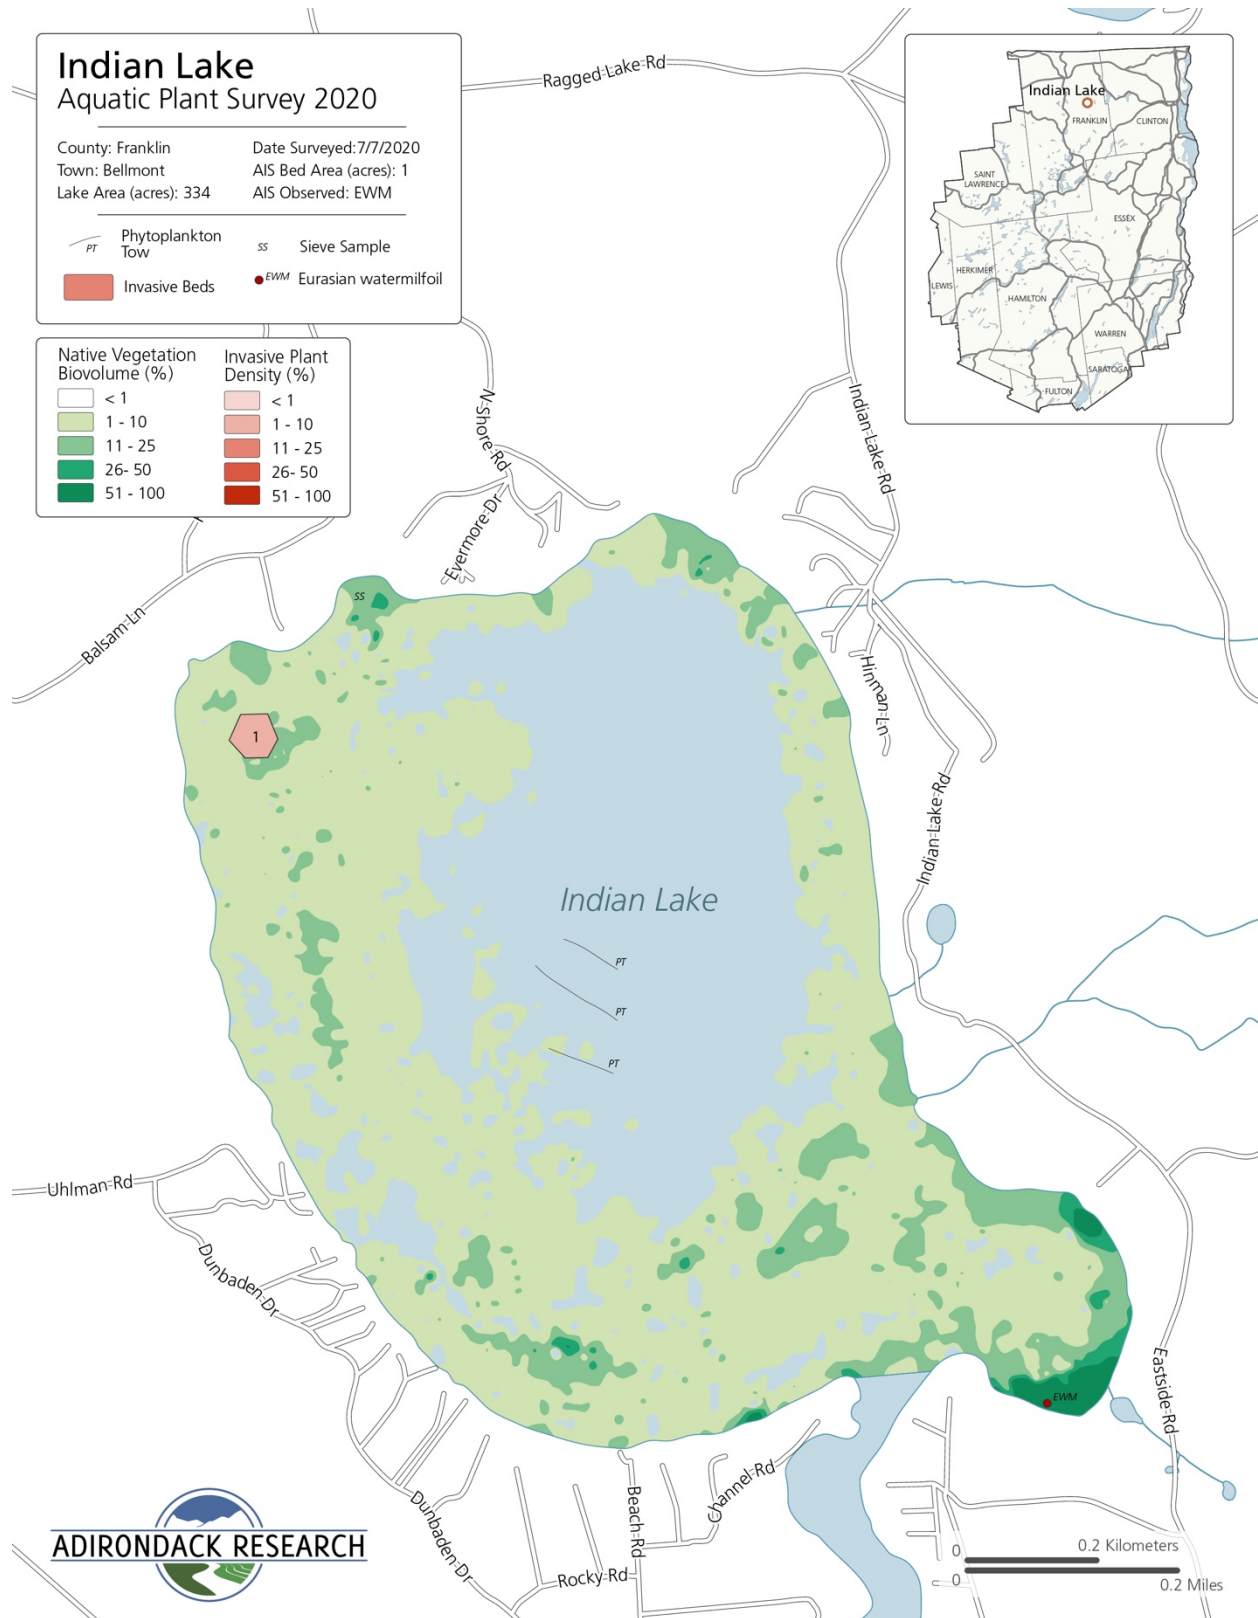 Indian Lake
Aquatic Plant Survey 2020
County: Franklin
Town: Bellmont
Lake Area (acres): 334
Date Surveyed:7/7/2020
AIS Bed Area (acres): 1
AIS Observed: EWM
PT
Phytoplankton
Tow
SS
Sieve Sample
Invasive Beds
EWM
Eurasian watermilfoil
Native Vegetation
Biovolume (%)
< 1
1 - 10
11 - 25
26- 50
51 - 100
Invasive Plant
Density (%)
< 1
1 - 10
11 - 25
26- 50
51 - 100
Indian Lake
FRANKLIN
CLINTON
SAINT
LAWRENCE
ESSEX
HERKIMER
LEWIS
HAMILTON
WARREN
SARATOGA
FULTON
Ragged-Lake-Rd
N-Shore-Rd
Indian-Lake-Rd
Evermore-Dr
Balsam-Ln
SS
Hinman-Ln
1
Indian-Lake-Rd
Indian Lake
PT
PT
PT
Uhlman-Rd
Dunbaden-Dr
Eastside-Rd
EWM
Channel-Rd
Beach-Rd
Dunbaden-Dr
Rocky-Rd
ADIRONDACK RESEARCH
0
0.2 Kilometers
0
0.2 Miles